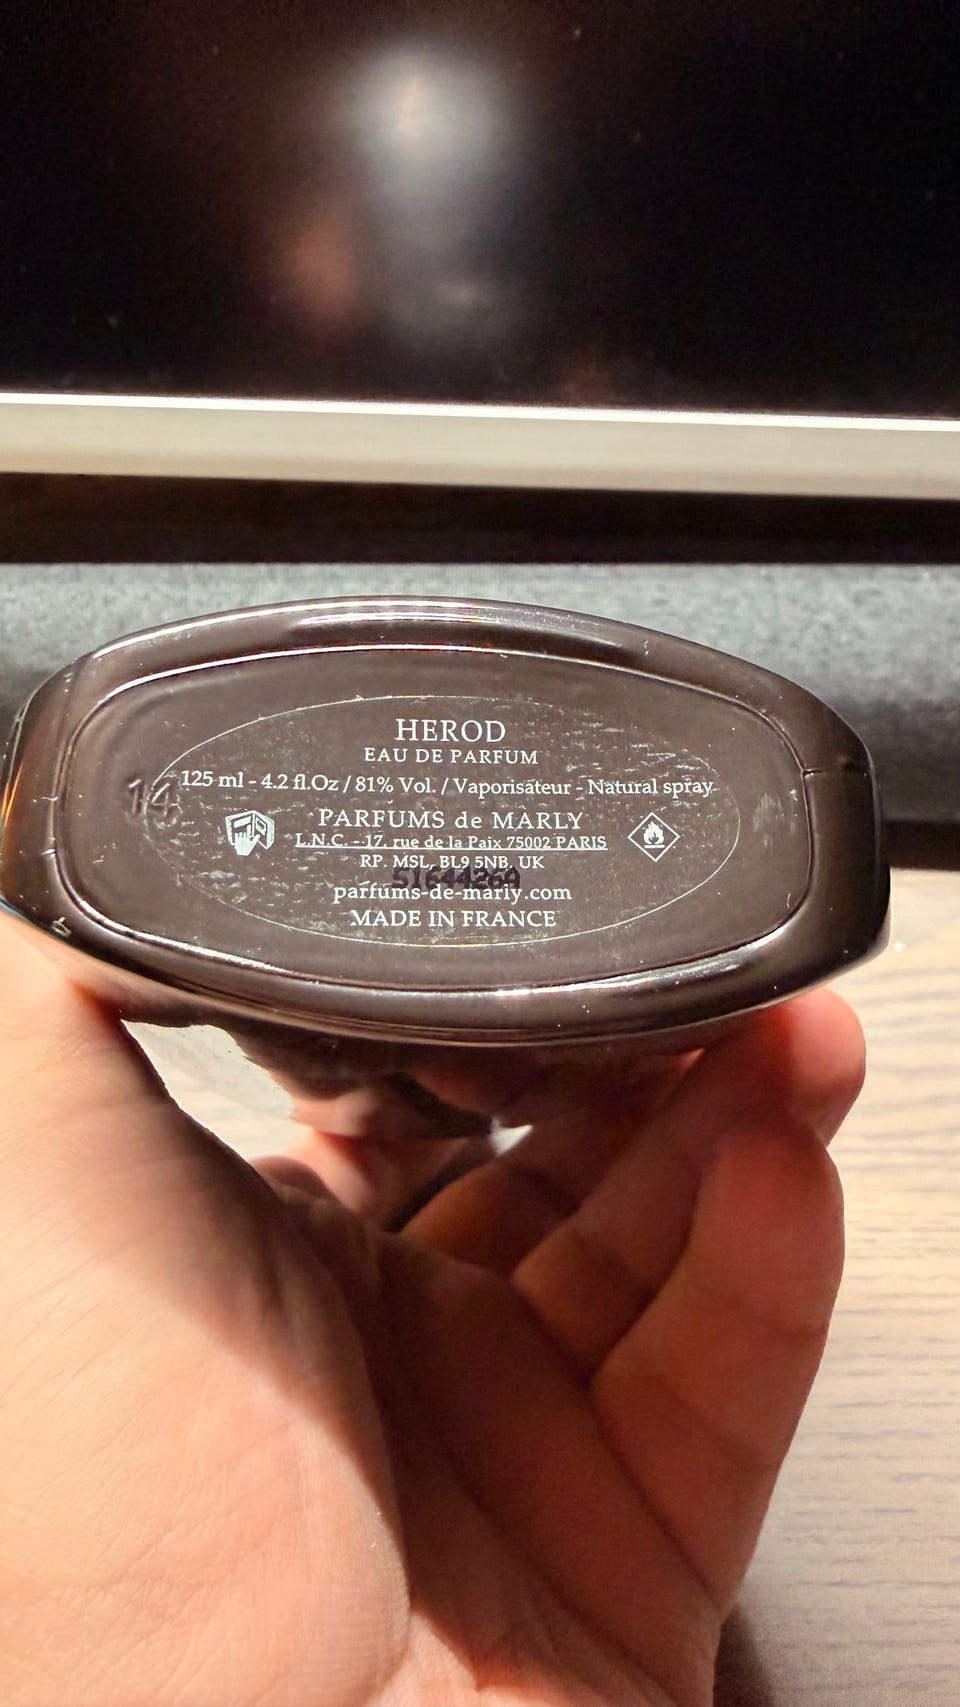 HEROD
EAU DE PARFUM
125 ml - 4.2 fl.Oz / 81% Vol. / Vaporisateur - Natural spray
14
PARFUMS de MARLY
L.N.C. - 17, rue de la Paix 75002 PARIS
RP. MSL, BL9 5NB, UK
51644269
parfums-de-marly.com
MADE IN FRANCE